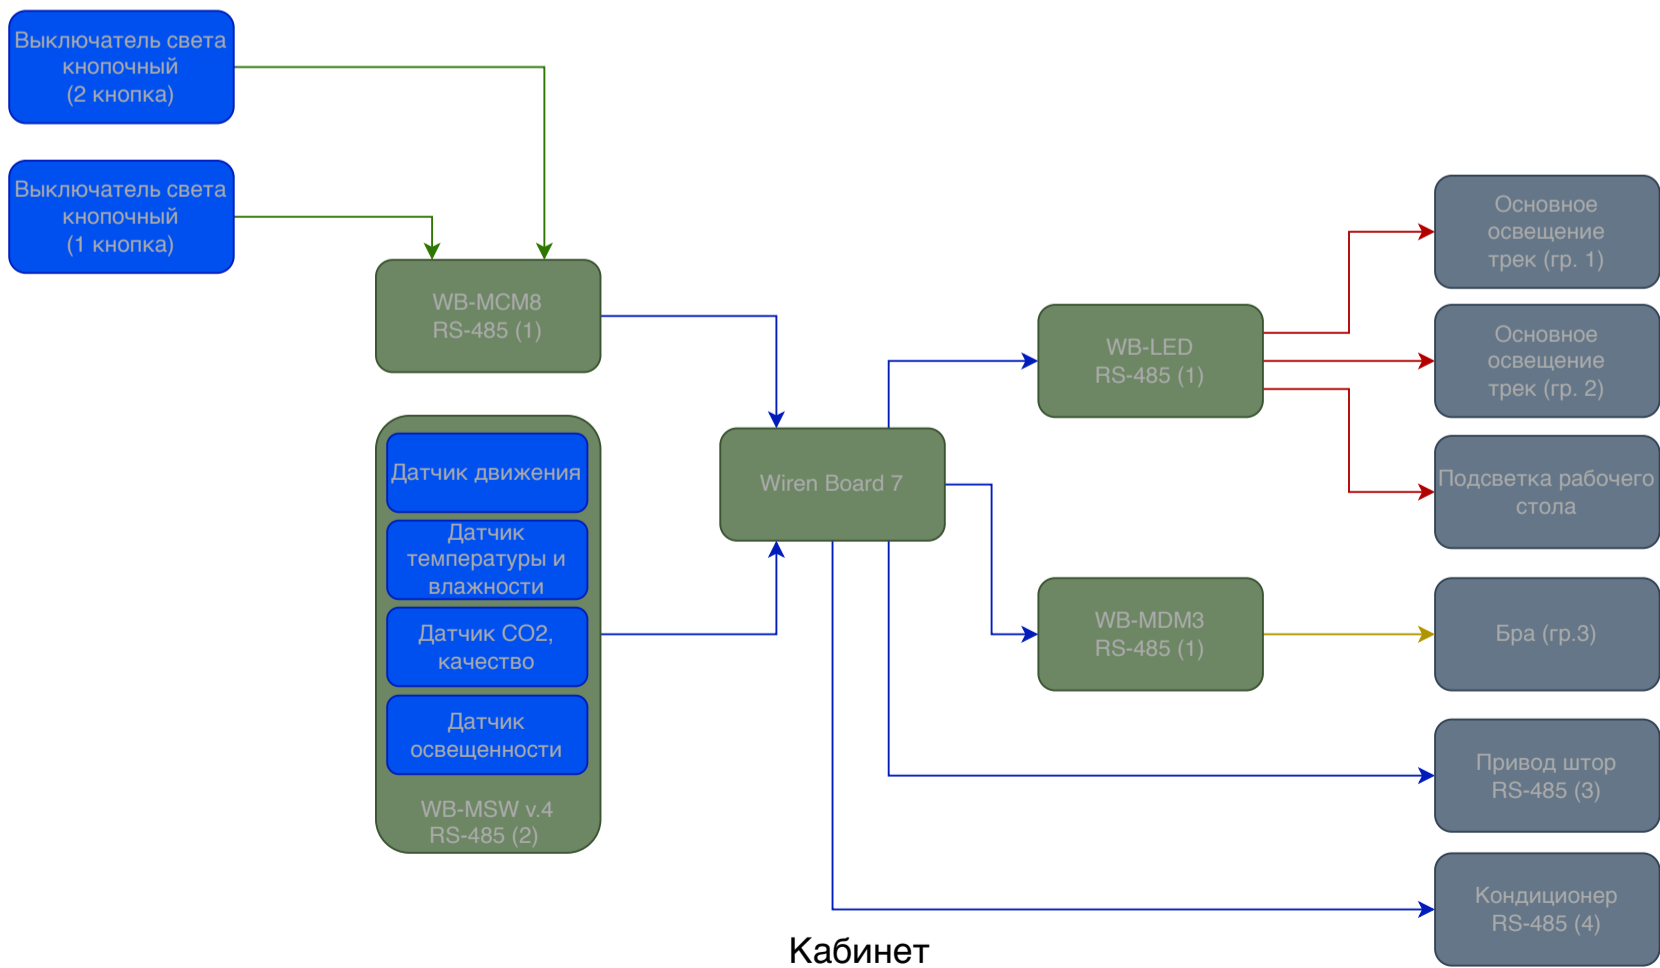 Выключатель света
кнопочный
(2 кнопка)
Выключатель света
кнопочный
(1 кнопка)
WB-MCM8
RS-485 (1)
Датчик движения
Датчик
температуры и
влажности
Датчик CO2,
качество
Датчик
освещенности
WB-MSW v.4
RS-485 (2)
Wiren Board 7
WB-LED
RS-485 (1)
WB-MDM3
RS-485 (1)
Основное
освещение
трек (гр. 1)
Основное
освещение
трек (гр. 2)
Подсветка рабочего
стола
Бра (гр.3)
Привод штор
RS-485 (3)
Кондиционер
RS-485 (4)
Кабинет